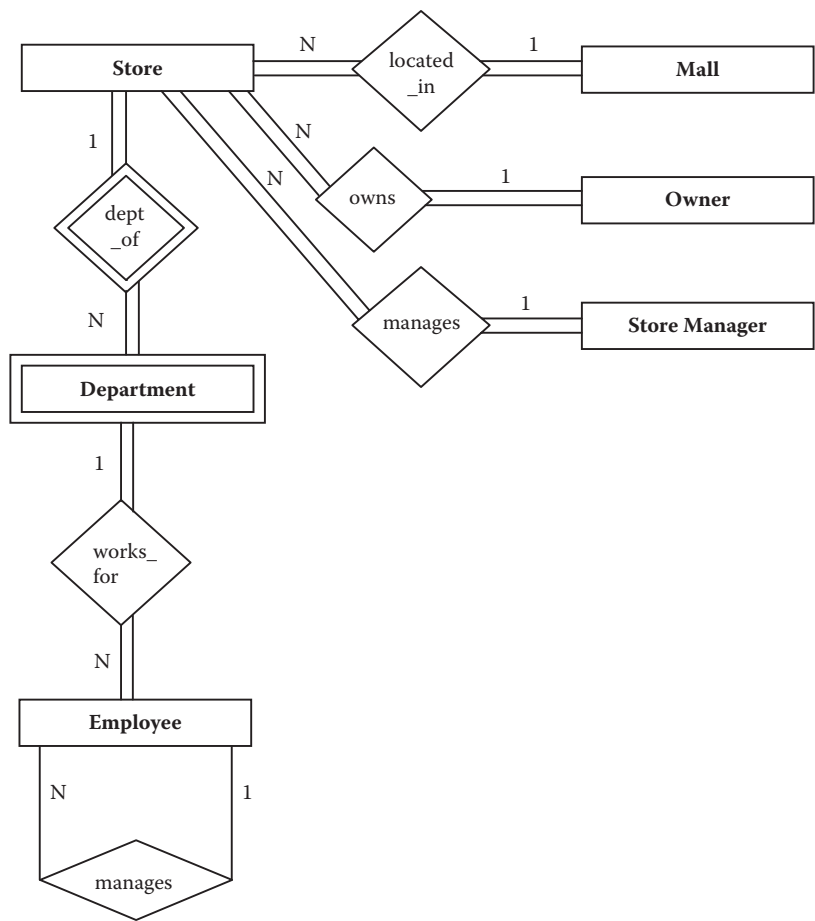 N
1
Store
located
_in
Mall
1
N
N
1
dept
_of
owns
Owner
1
N
manages
Store Manager
Department
1
works_
for
N
Employee
N
1
manages